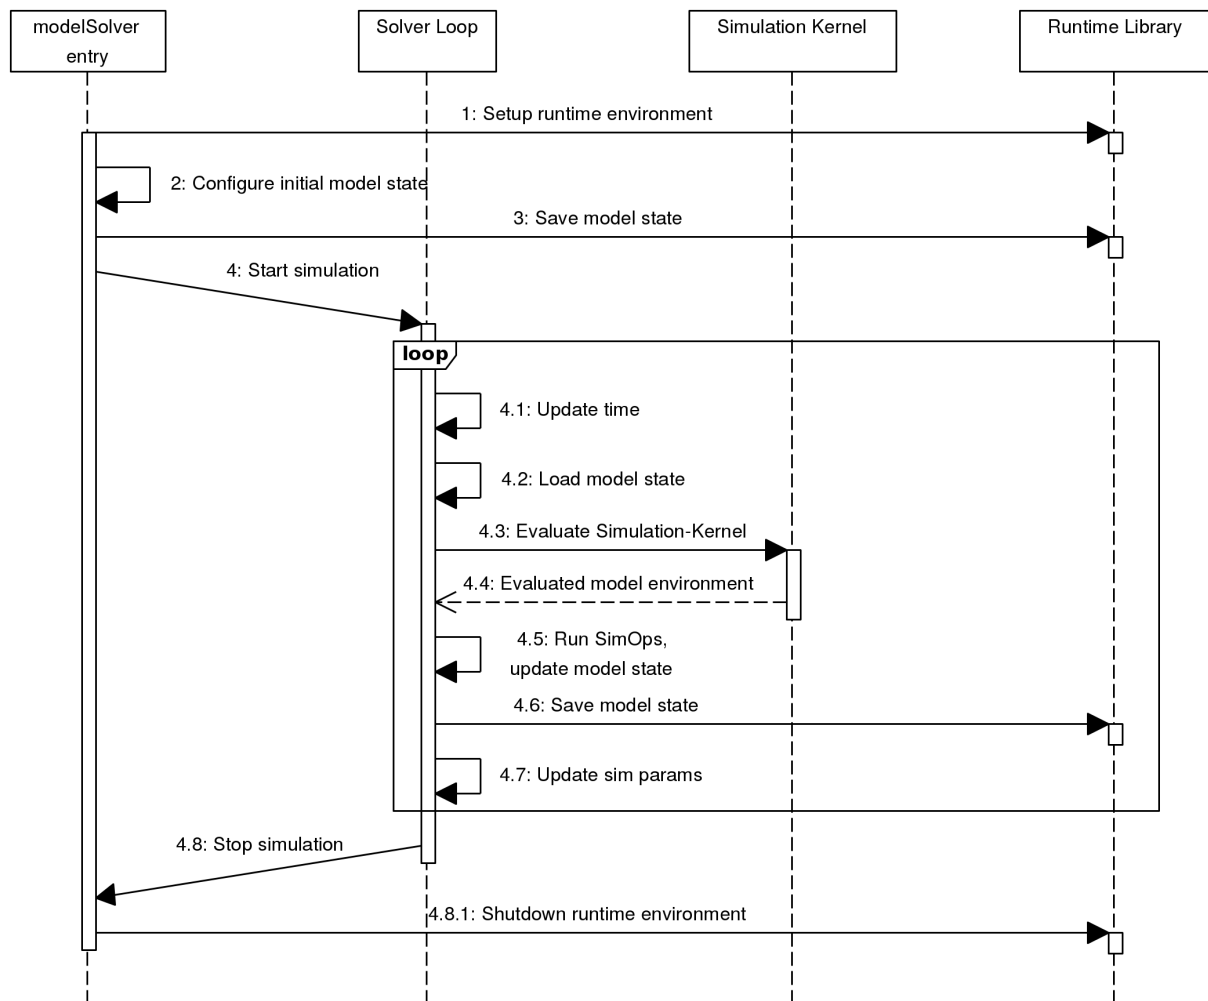 modelSolver
entry
Solver Loop
Simulation Kernel
Runtime Library
1: Setup runtime environment
2: Configure initial model state
3: Save model state
4: Start simulation
loop
4.1: Update time
4.2: Load model state
4.3: Evaluate Simulation-Kernel
4.4: Evaluated model environment
4.5: Run SimOps,
update model state
4.6: Save model state
4.7: Update sim params
4.8: Stop simulation
4.8.1: Shutdown runtime environment